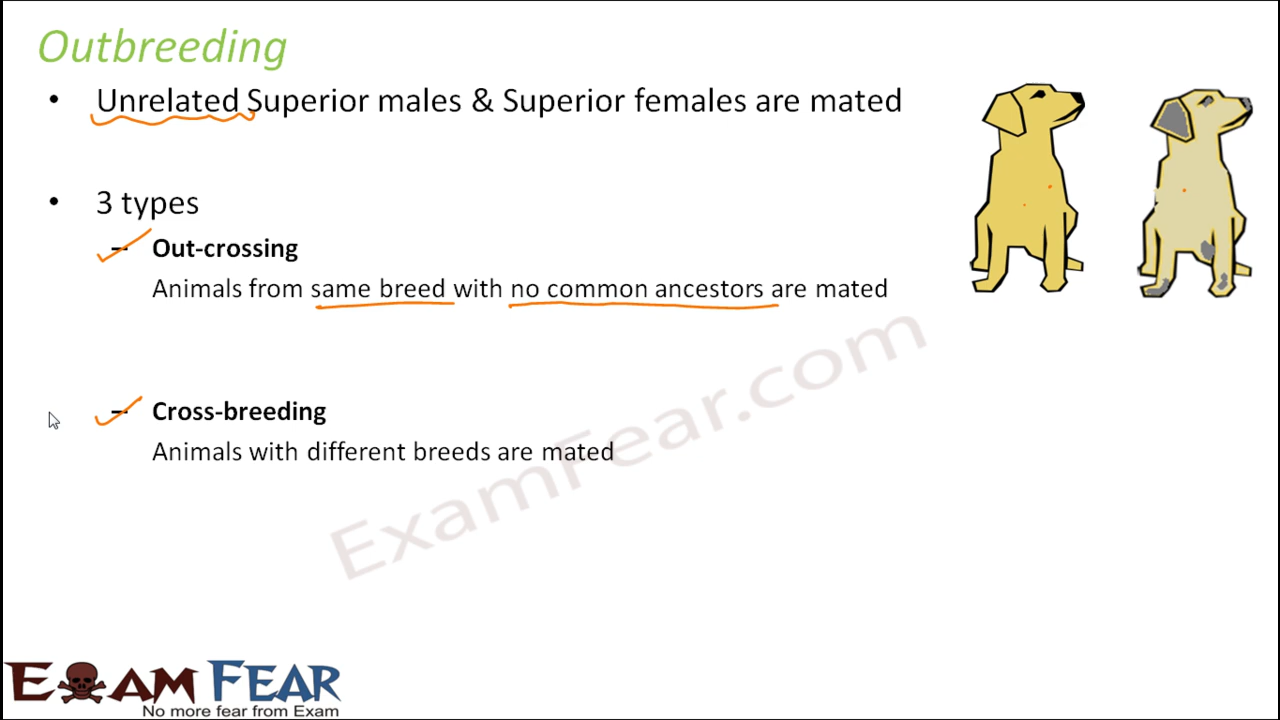 Outbreeding
• Unrelated Superior males & Superior females are mated
• 3 types
– Out-crossing
Animals from same breed with no common ancestors are mated
– Cross-breeding
Animals with different breeds are mated
ExamFear.com
EXAM FEAR
No more fear from Exam